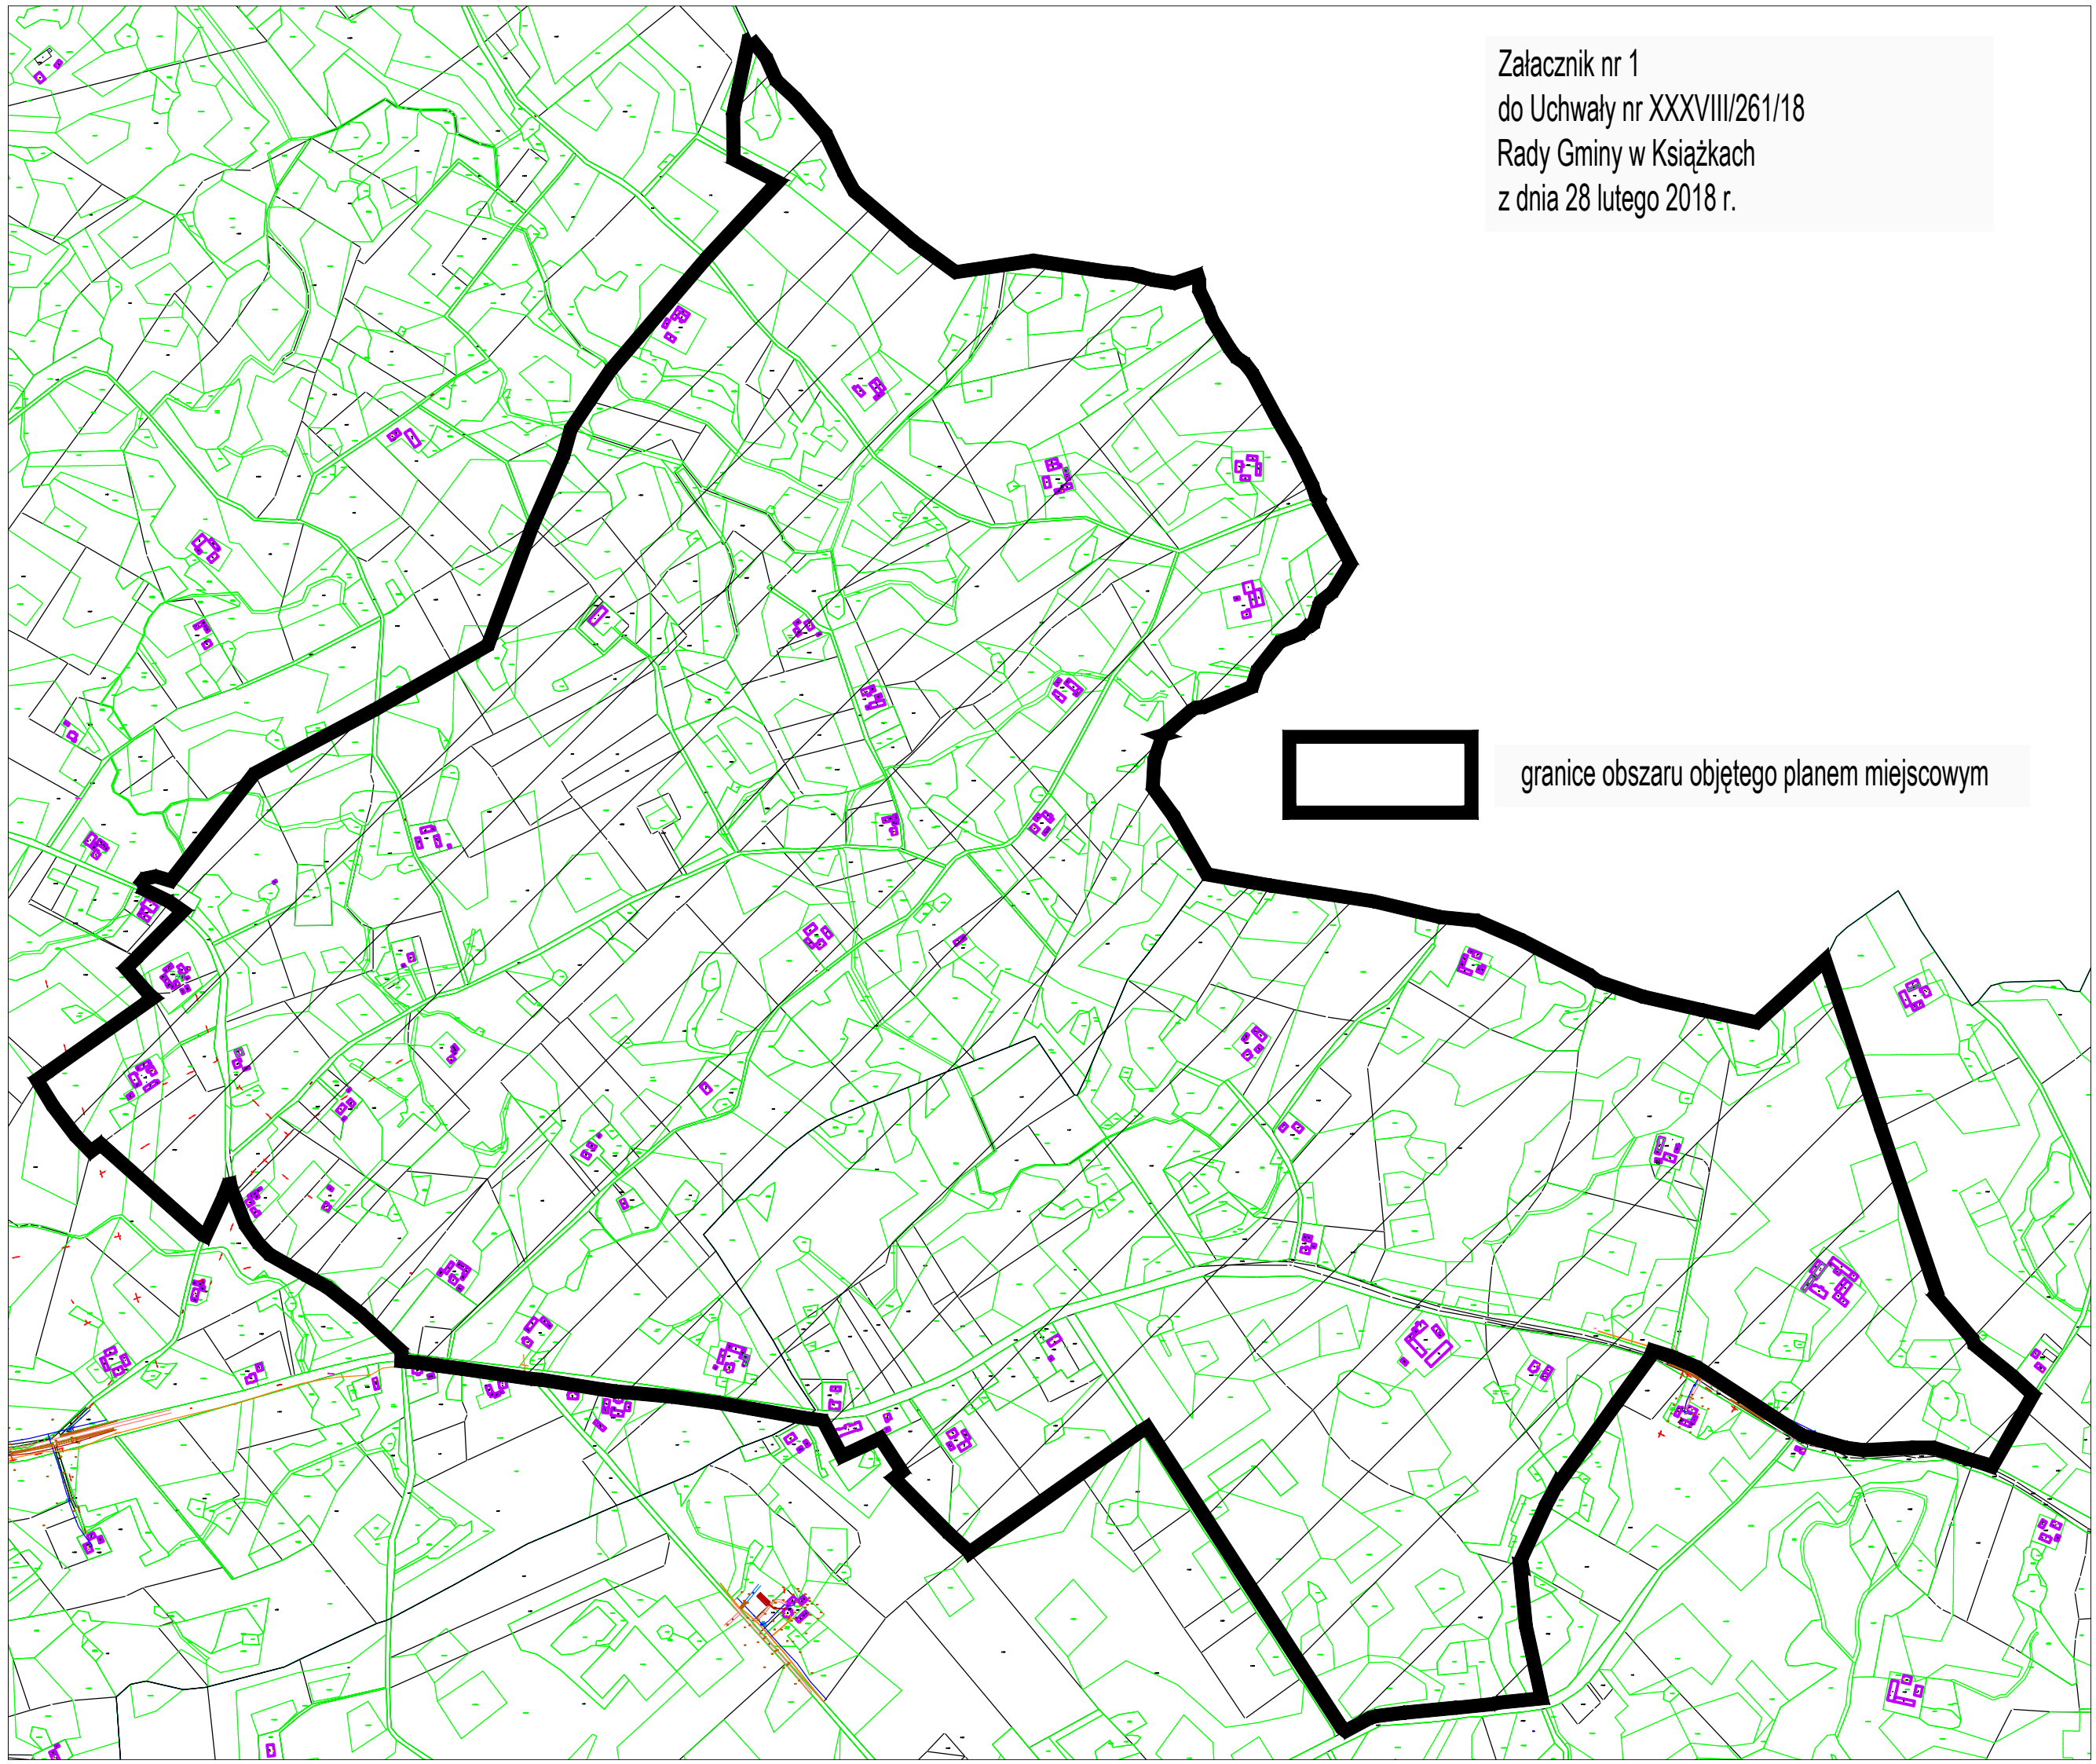 Załacznik nr 1
do Uchwały nr XXXVIII/261/18
Rady Gminy w Książkach
z dnia 28 lutego 2018 r.
granice obszaru objętego planem miejscowym